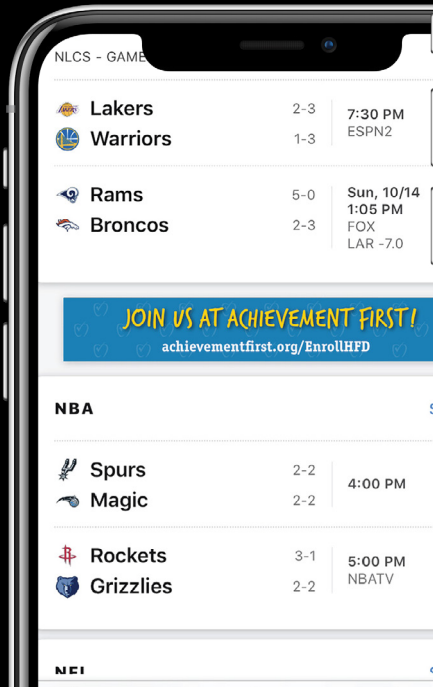 NLCS - GAME
Lakers 2-3 7:30 PM
Warriors 1-3 ESPN2
Rams 5-0 Sun, 10/14
1:05 PM
Broncos 2-3 FOX
LAR -7.0
JOIN US AT ACHIEVEMENT FIRST!
achievementfirst.org/EnrollHFD
NBA
Spurs 2-2 4:00 PM
Magic 2-2
Rockets 3-1 5:00 PM
Grizzlies 2-2 NBATV
NFL